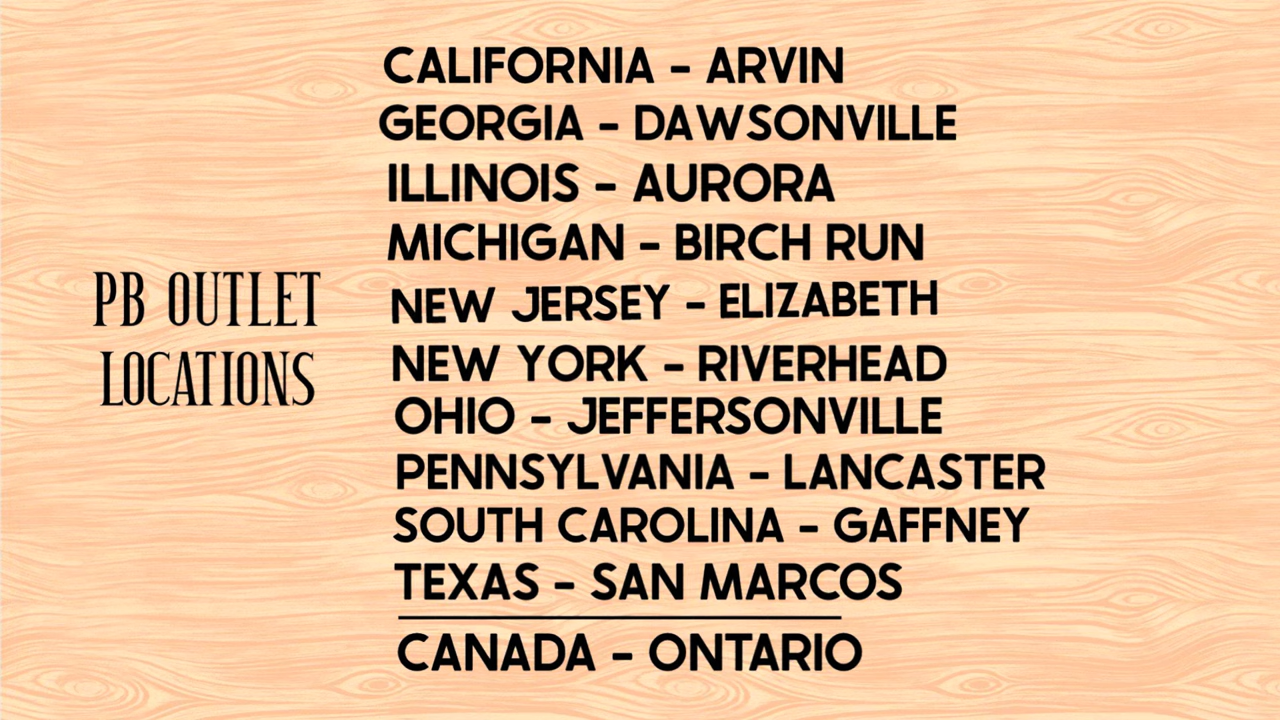 PB OUTLET
LOCATIONS
CALIFORNIA - ARVIN
GEORGIA - DAWSONVILLE
ILLINOIS - AURORA
MICHIGAN - BIRCH RUN
NEW JERSEY - ELIZABETH
NEW YORK - RIVERHEAD
OHIO - JEFFERSONVILLE
PENNSYLVANIA - LANCASTER
SOUTH CAROLINA - GAFFNEY
TEXAS - SAN MARCOS
CANADA - ONTARIO